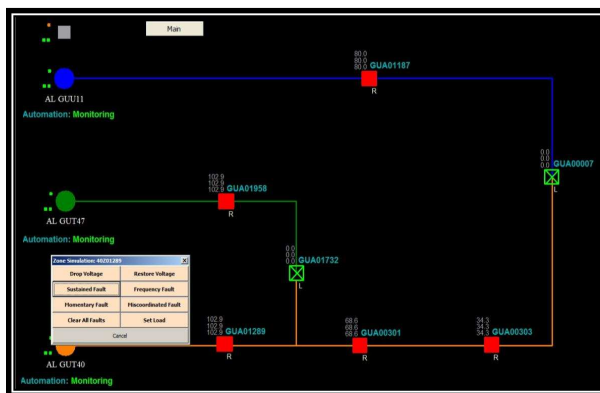 Man
80.0
80.0
80.0
GUA01187
R
AL GUU11
Automation: Monitoring
0.0
0.0
0.0
GUA00007
L
102.9
102.9
102.9
GUA01958
R
AL GUT47
Automation: Monitoring
0.0
0.0
0.0
GUA01732
L
Zone Simulation: 40201289
Drop Voltage
Restore Voltage
Sustained Fault
Frequency Fault
Momentary Fault
Miscoordinated Fault
Clear All Faults
Set Load
Cancel
102.9
102.9
102.9
GUA01289
R
68.6
68.6
68.6
GUA00301
R
34.3
34.3
34.3
GUA00303
R
AL GUT40
Automation: Monitoring